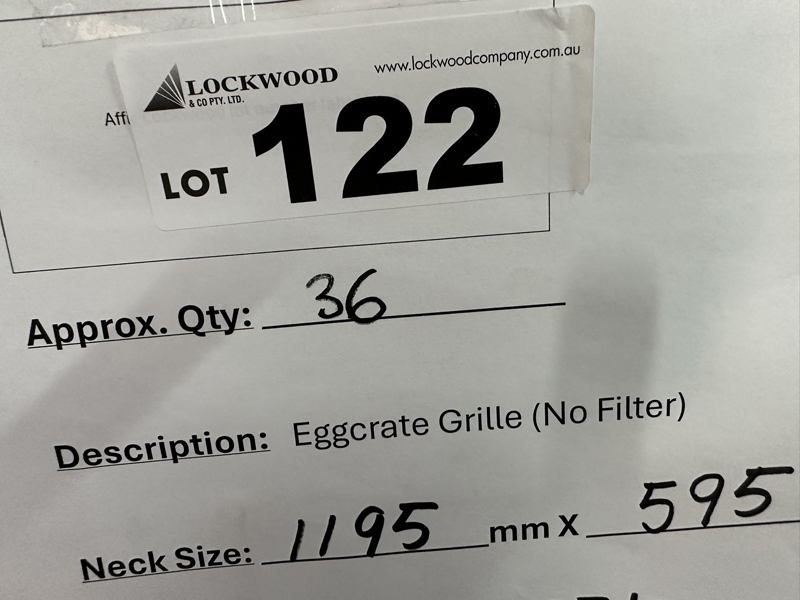 LOCKWOOD
& CO PTY. LTD.
www.lockwoodcompany.com.au
Affi
LOT 122
Approx. Qty: 36
Description: Eggcrate Grille (No Filter)
Neck Size: 1195 mm X 595